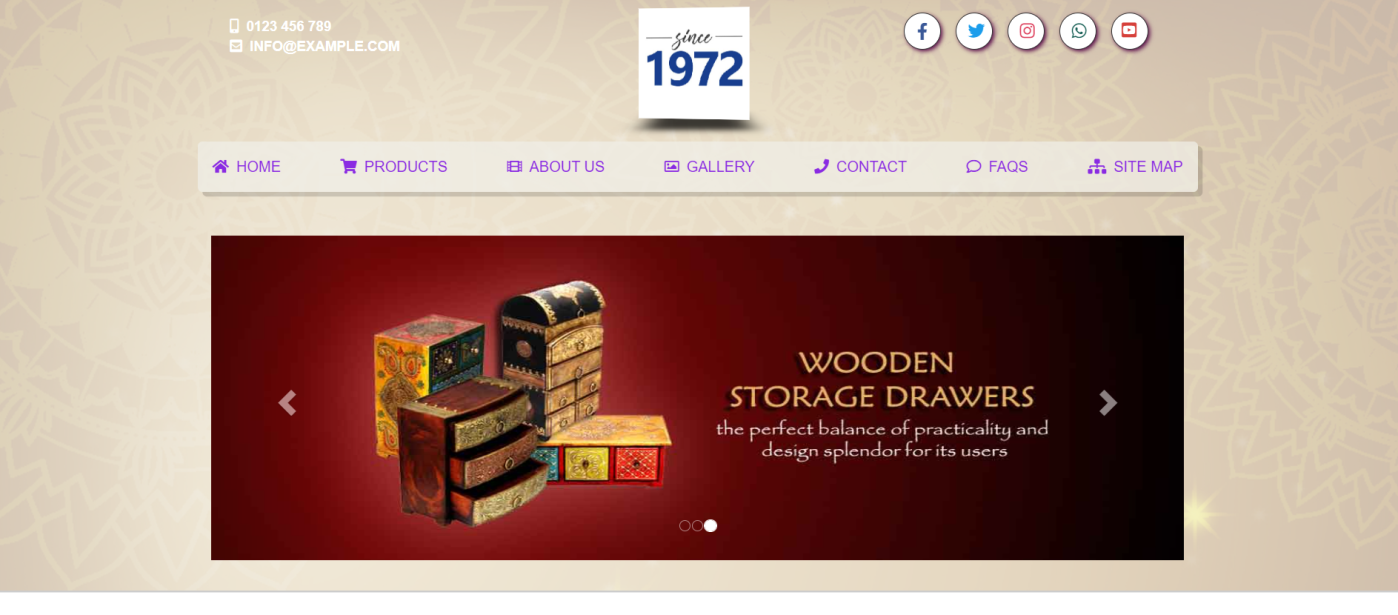 0123 456 789
INFO@EXAMPLE.COM
since
1972
HOME
PRODUCTS
ABOUT US
GALLERY
CONTACT
FAQS
SITE MAP
WOODEN
STORAGE DRAWERS
the perfect balance of practicality and
design splendor for its users